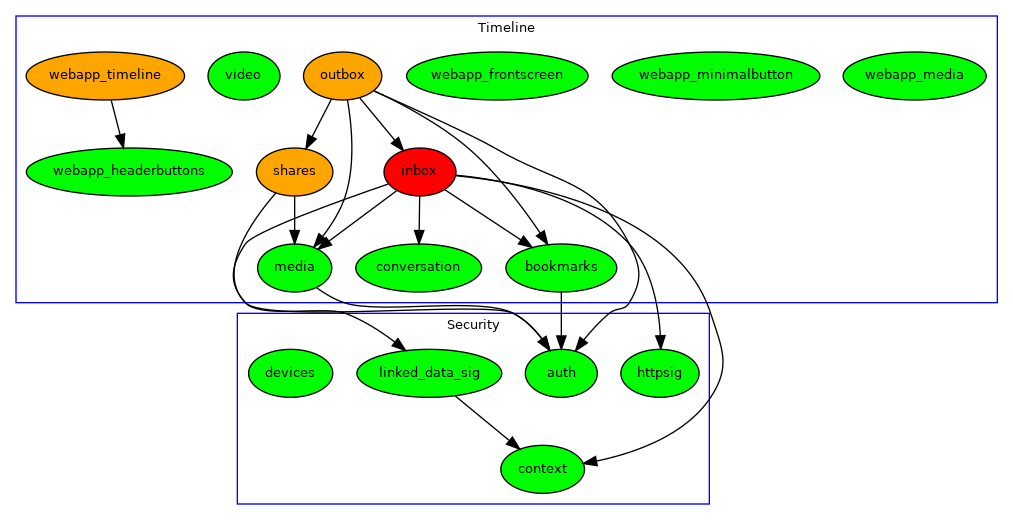 Timeline
webapp_timeline
video
outbox
webapp_frontscreen
webapp_minimalbutton
webapp_media
webapp_headerbuttons
shares
inbox
media
conversation
bookmarks
Security
devices
linked_data_sig
auth
httpsig
context